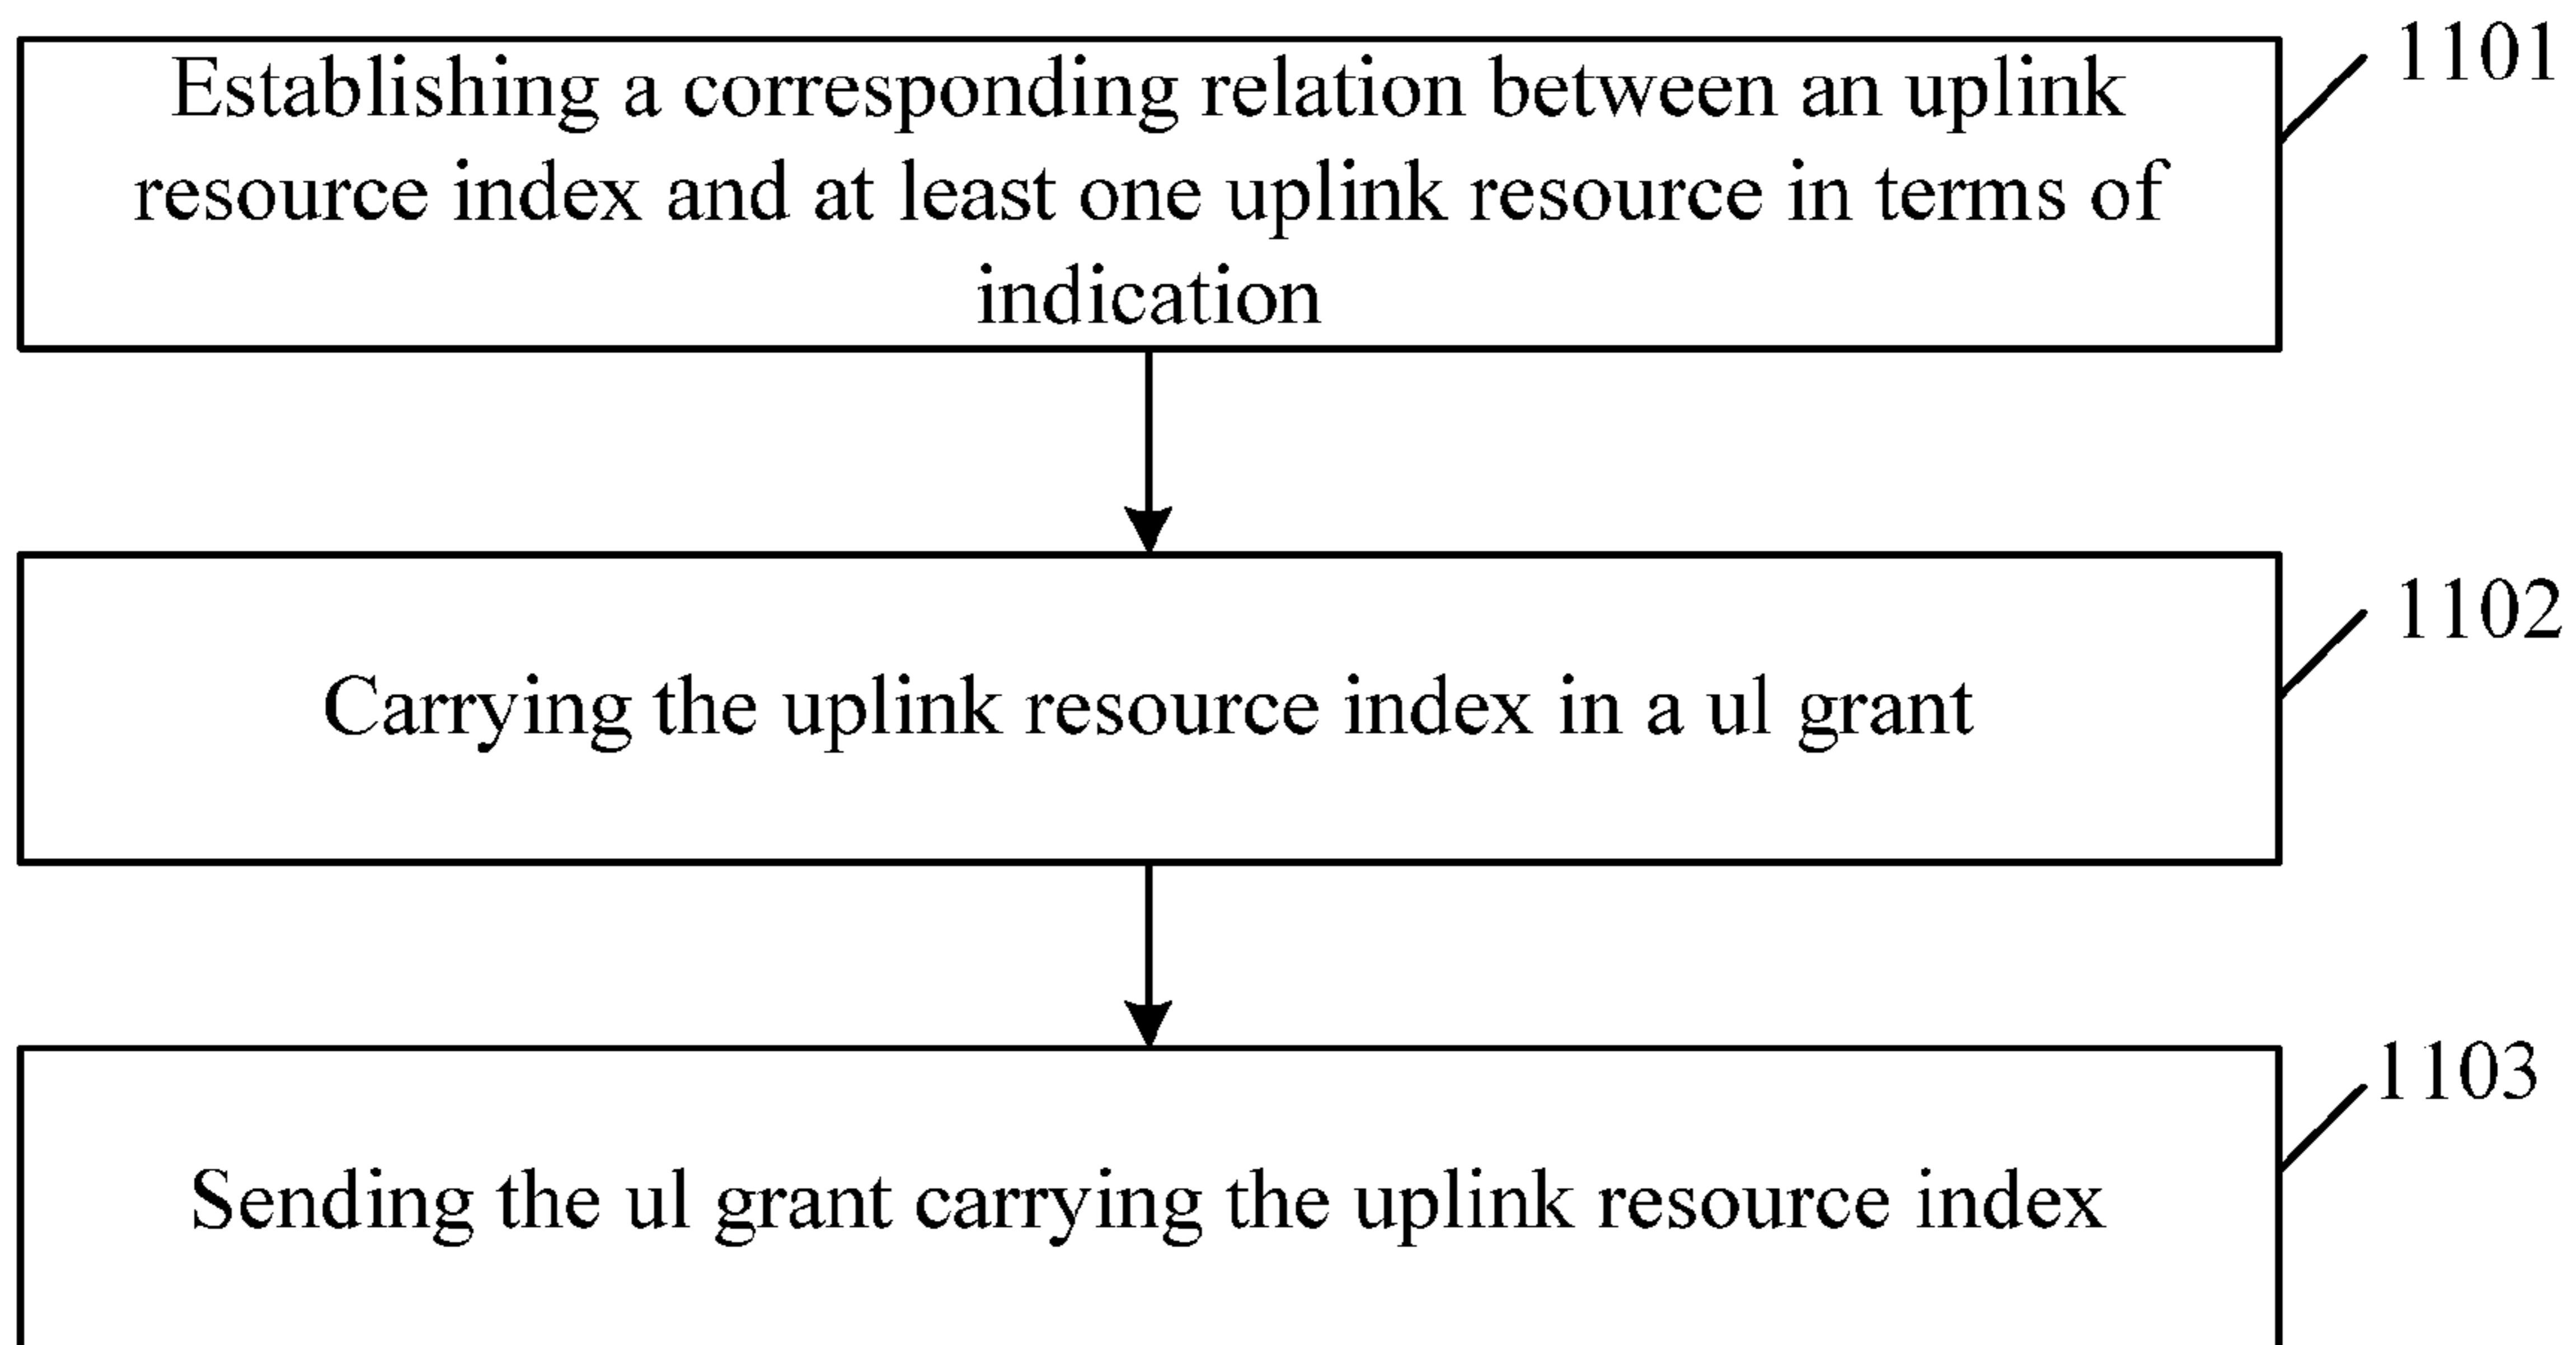 Establishing a corresponding relation between an uplink
resource index and at least one uplink resource in terms of
indication
1101
Carrying the uplink resource index in a ul grant
1102
Sending the ul grant carrying the uplink resource index
1103